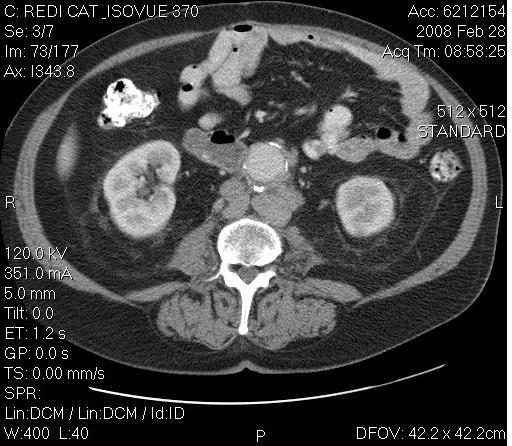 C: REDI CAT_ISOVUE 370
Se: 3/7
Im: 73/177
Ax: I343.8
Acc: 6212154
2008 Feb 28
Acq Tm: 08:58:25
512 x 512
STANDARD
R
L
120.0 kV
351.0 mA
5.0 mm
Tilt: 0.0
ET: 1.2 s
GP: 0.0 s
TS: 0.00 mm/s
SPR:
Lin:DCM / Lin:DCM / Id:ID
W:400 L:40
P
DFOV: 42.2 x 42.2cm